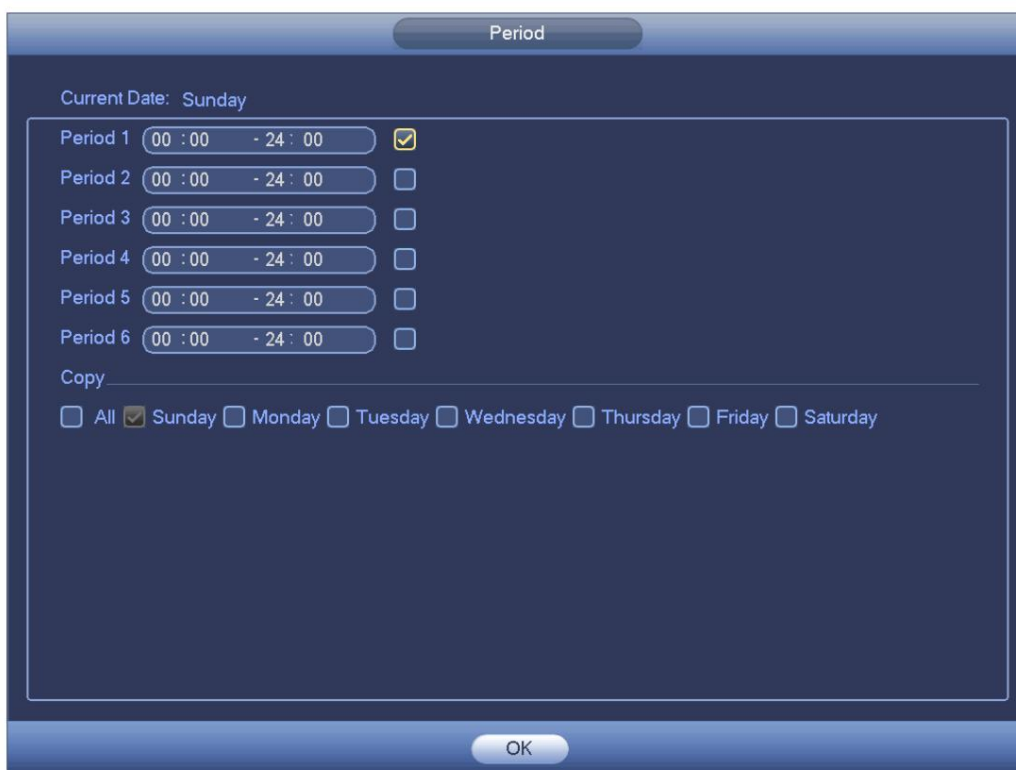 Period
Current Date: Sunday
Period 1 00 :00 - 24 : 00
Period 2 00 :00 - 24 : 00
Period 3 00 :00 - 24 : 00
Period 4 00 :00 - 24 : 00
Period 5 00 :00 - 24 : 00
Period 6 00 :00 - 24 : 00
Copy
All Sunday Monday Tuesday Wednesday Thursday Friday Saturday
OK